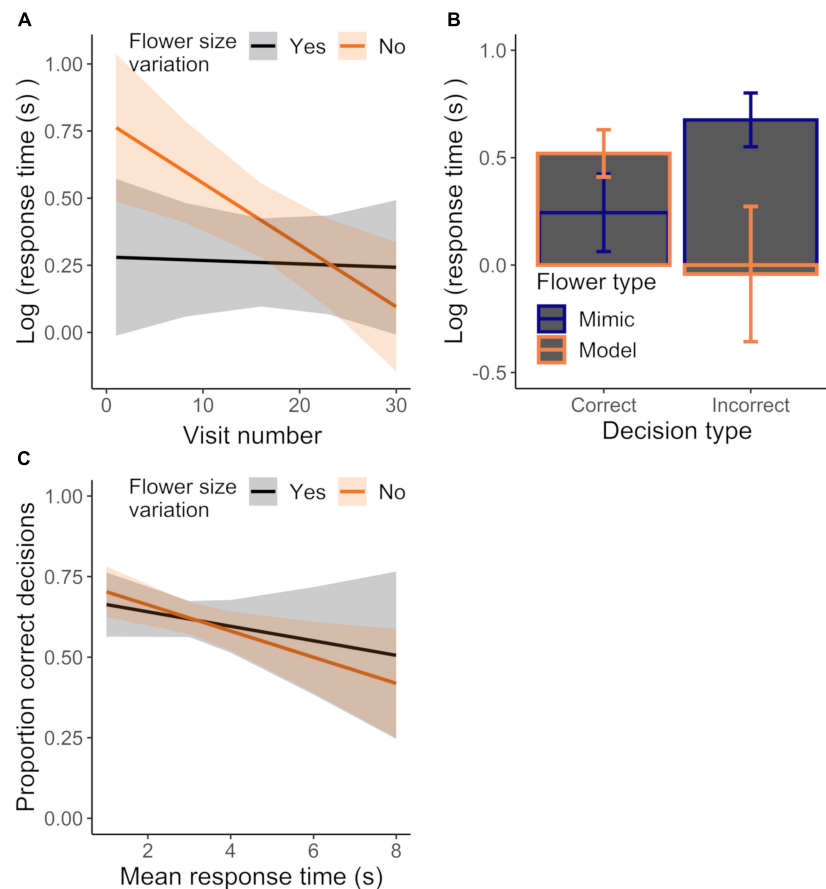 A
Flower size
variation
Yes
No
1.00
0.75
0.50
0.25
0.00
Log (response time (s) )
0
10
20
30
Visit number
B
1.0
0.5
0.0
-0.5
Log (response time (s) )
Flower type
Mimic
Model
Correct
Incorrect
Decision type
C
Flower size
variation
Yes
No
1.00
0.75
0.50
0.25
0.00
Proportion correct decisions
2
4
6
8
Mean response time (s)